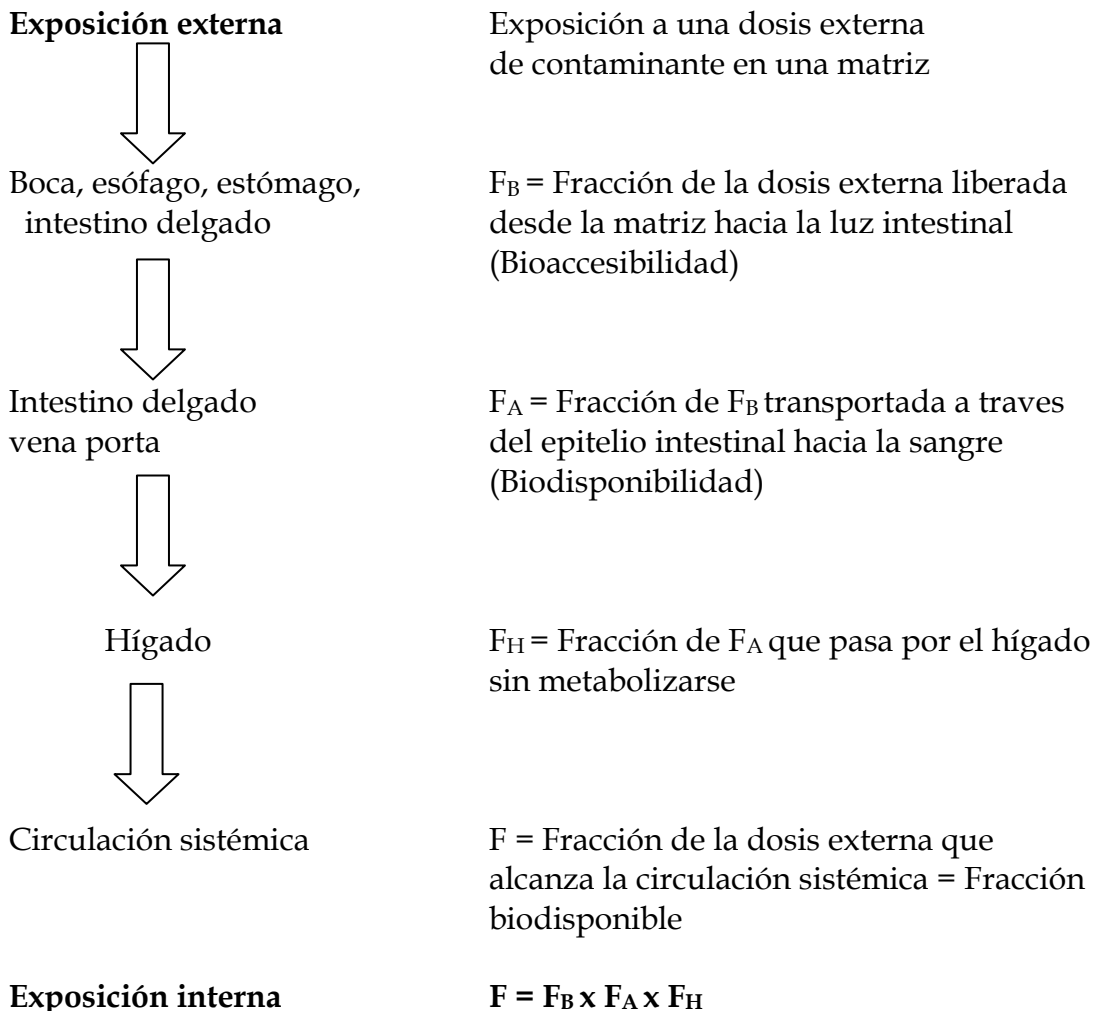 Exposición externa
Exposición a una dosis externa
de contaminante en una matriz
Boca, esófago, estómago,
intestino delgado
F_B = Fracción de la dosis externa liberada
desde la matriz hacia la luz intestinal
(Bioaccesibilidad)
Intestino delgado
vena porta
F_A = Fracción de F_B transportada a traves
del epitelio intestinal hacia la sangre
(Biodisponibilidad)
Hígado
F_H = Fracción de F_A que pasa por el hígado
sin metabolizarse
Circulación sistémica
F = Fracción de la dosis externa que
alcanza la circulación sistémica = Fracción
biodisponible
Exposición interna
F = F_B x F_A x F_H